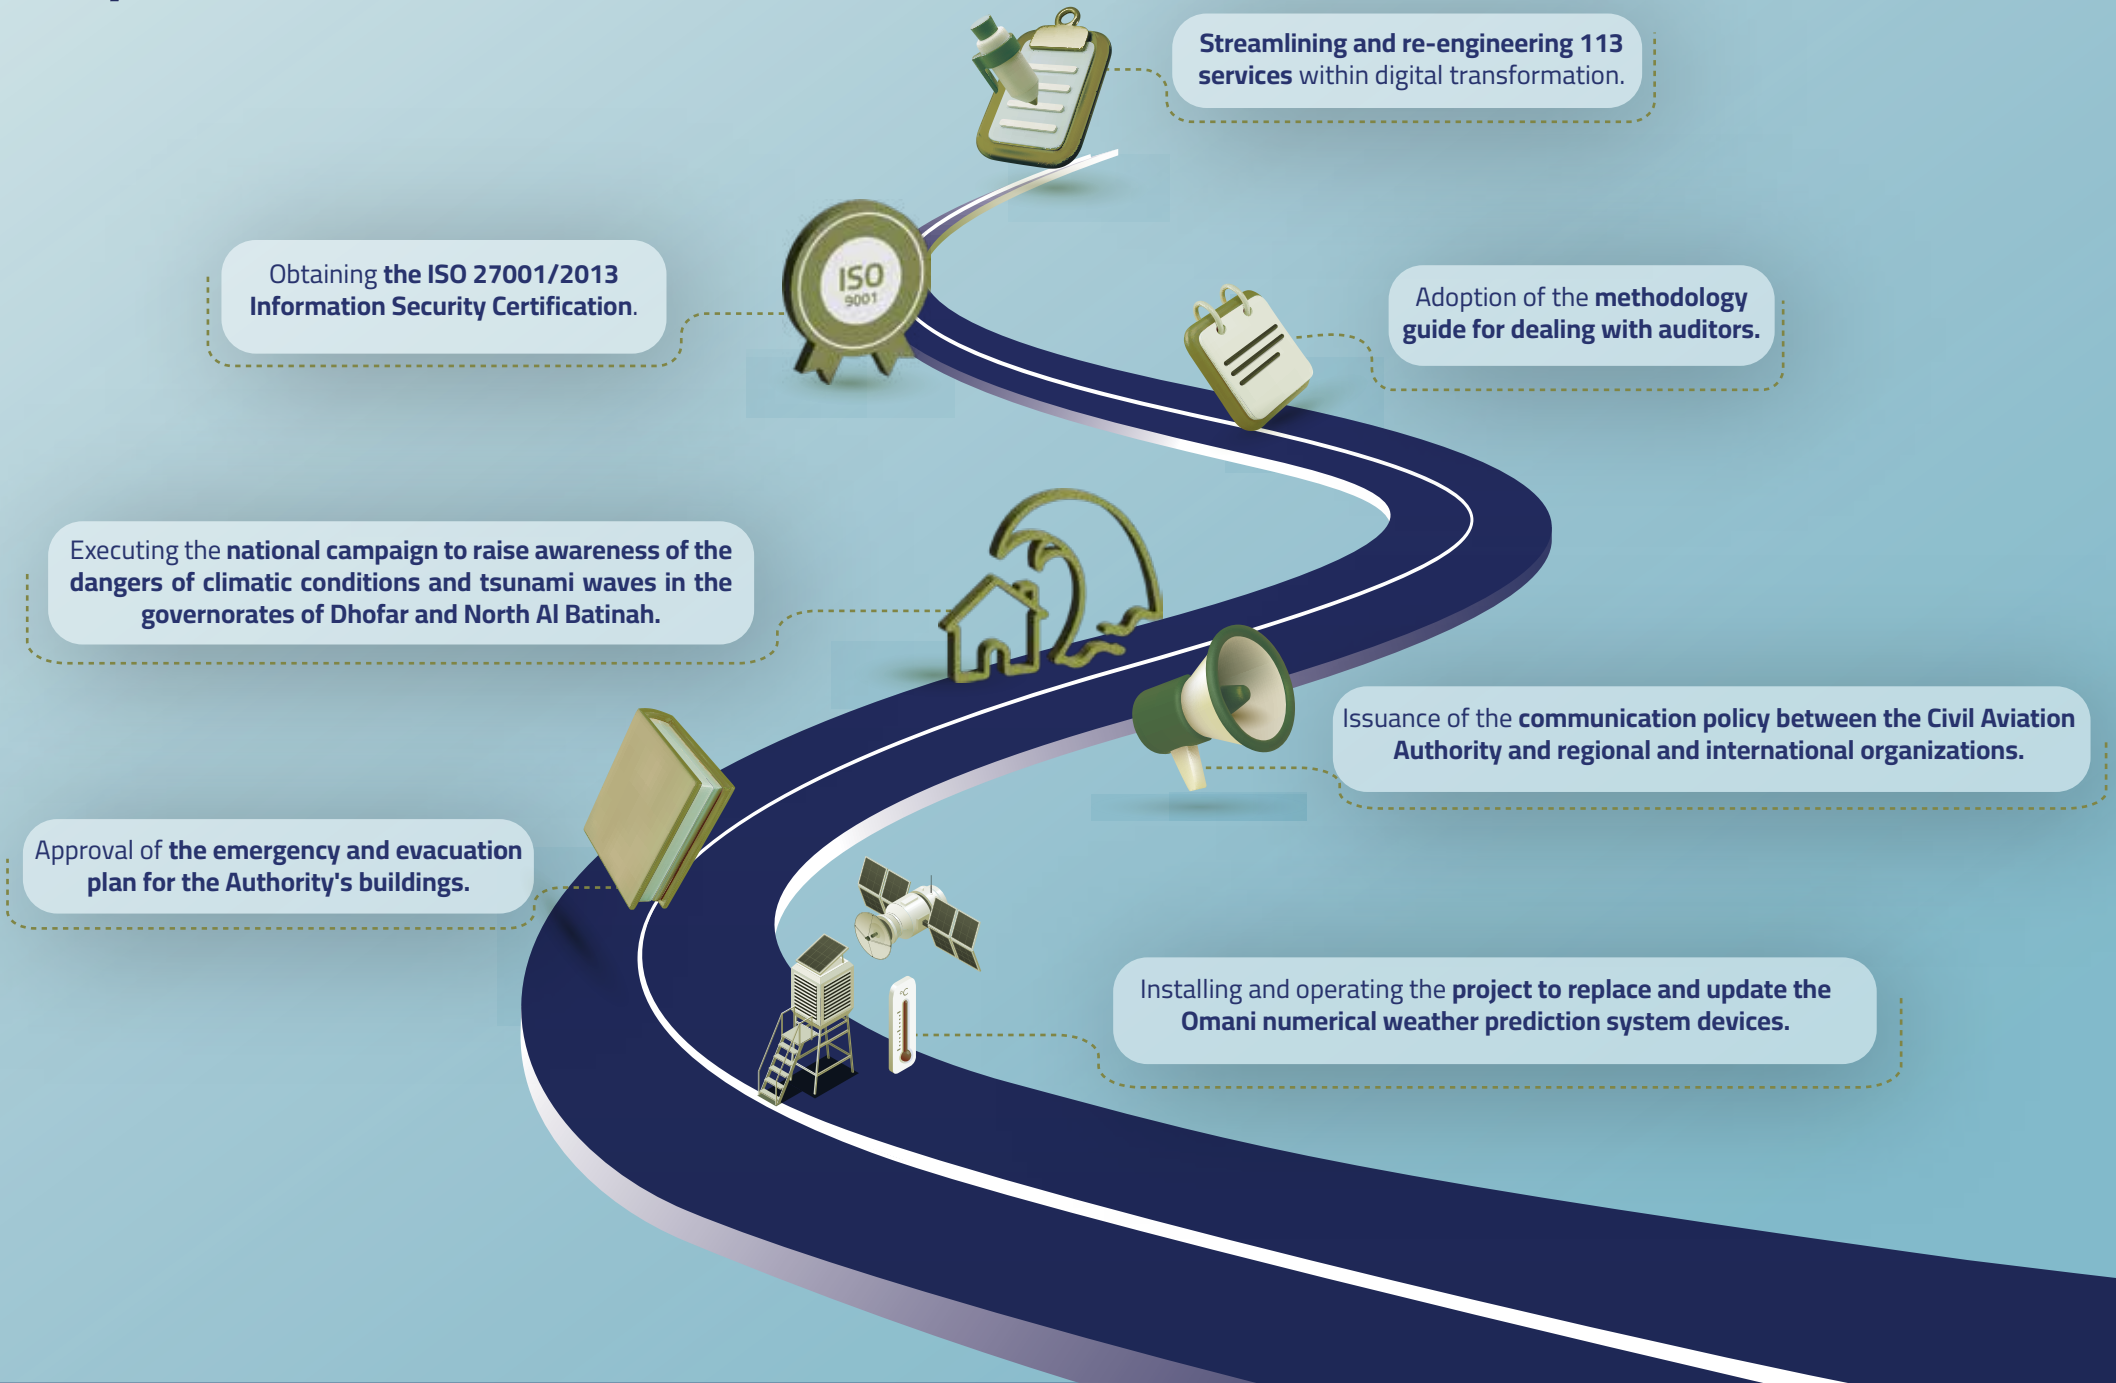 Streamlining and re-engineering 113
services within digital transformation.
Obtaining the ISO 27001/2013
Information Security Certification.
ISO
9001
Adoption of the methodology
guide for dealing with auditors.
Executing the national campaign to raise awareness of the
dangers of climatic conditions and tsunami waves in the
governorates of Dhofar and North Al Batinah.
Issuance of the communication policy between the Civil Aviation
Authority and regional and international organizations.
Approval of the emergency and evacuation
plan for the Authority's buildings.
°C
Installing and operating the project to replace and update the
Omani numerical weather prediction system devices.